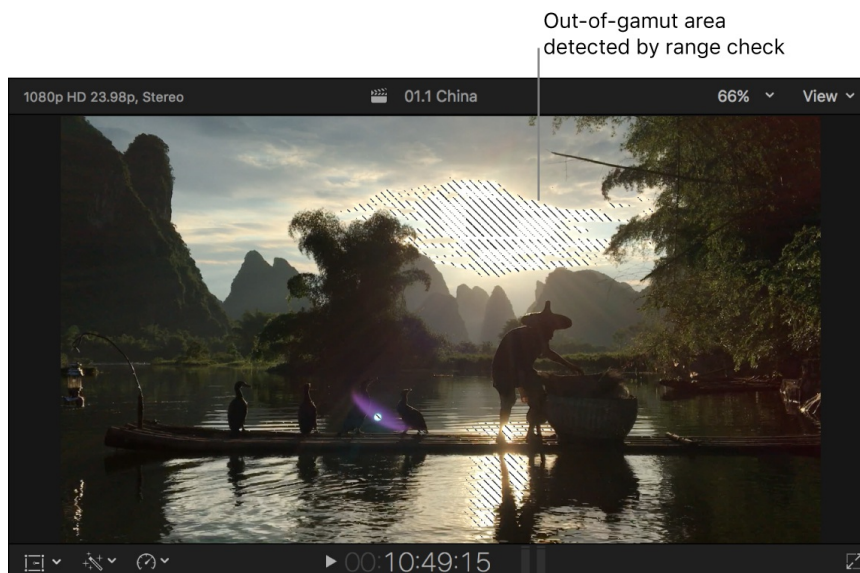 Out-of-gamut area
detected by range check
1080p HD 23.98p, Stereo
01.1 China
66%
View
00:10:49:15